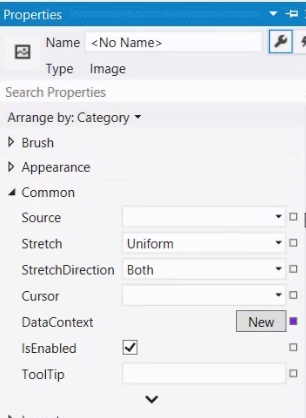 Properties
Name <No Name>
Type Image
Search Properties
Arrange by: Category
Brush
Appearance
Common
Source
Stretch Uniform
StretchDirection Both
Cursor
DataContext New
IsEnabled
ToolTip